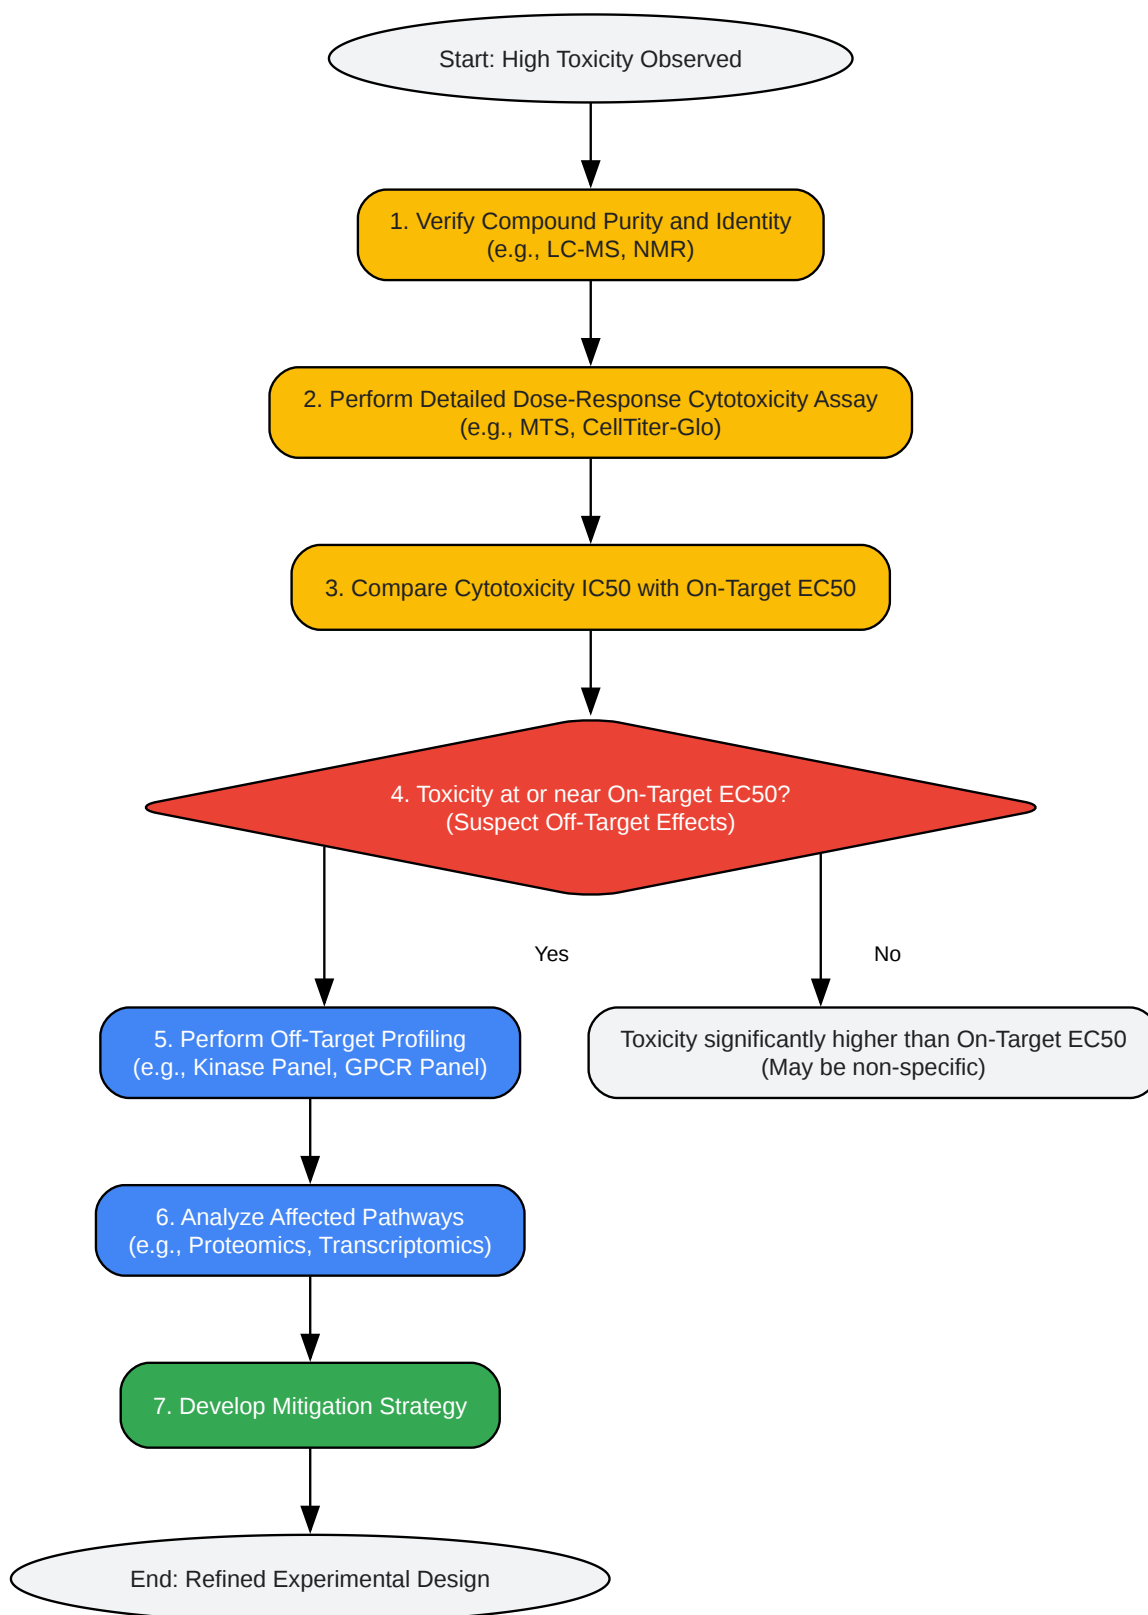 Start: High Toxicity Observed
1. Verify Compound Purity and Identity
(e.g., LC-MS, NMR)
2. Perform Detailed Dose-Response Cytotoxicity Assay
(e.g., MTS, CellTiter-Glo)
3. Compare Cytotoxicity IC50 with On-Target EC50
4. Toxicity at or near On-Target EC50?
(Suspect Off-Target Effects)
Yes
No
5. Perform Off-Target Profiling
(e.g., Kinase Panel, GPCR Panel)
Toxicity significantly higher than On-Target EC50
(May be non-specific)
6. Analyze Affected Pathways
(e.g., Proteomics, Transcriptomics)
7. Develop Mitigation Strategy
End: Refined Experimental Design